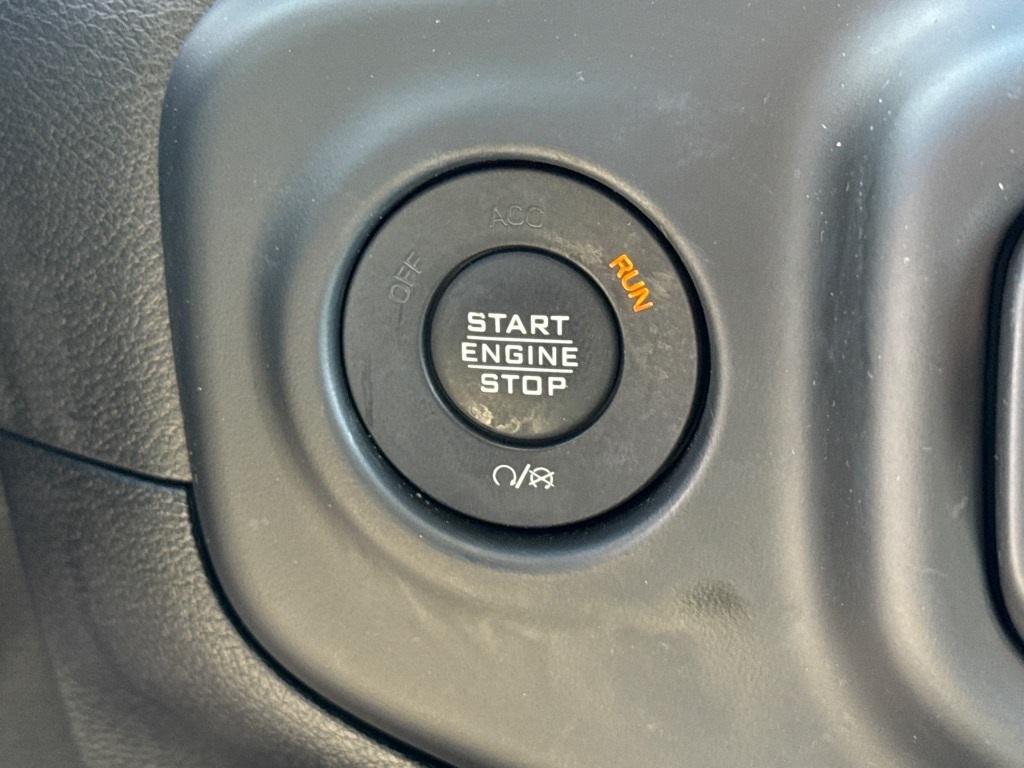 ACC
OFF
RUN
START
ENGINE
STOP